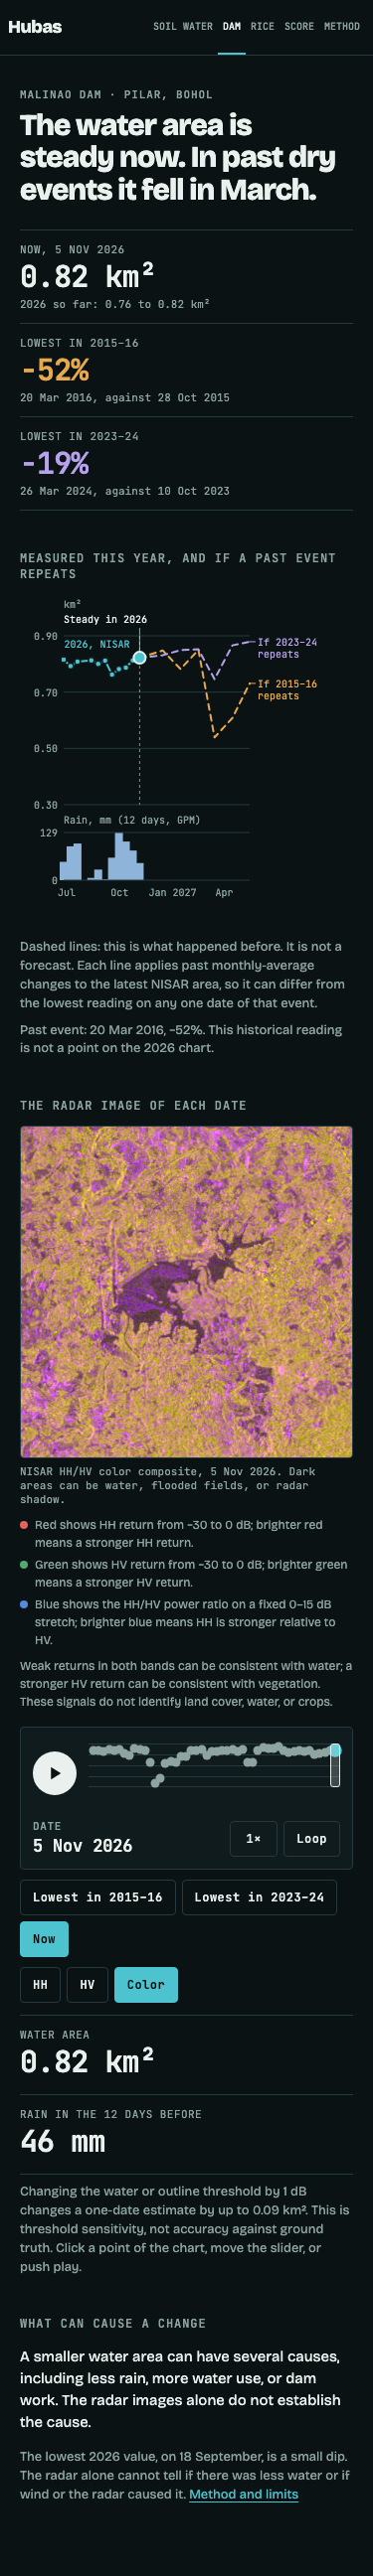 Hubas
SOIL WATER DAM RICE SCORE METHOD
MALINAO DAM · PILAR, BOHOL
The water area is
steady now. In past dry
events it fell in March.
NOW, 5 NOV 2026
0.82 km²
2026 so far: 0.76 to 0.82 km²
LOWEST IN 2015–16
-52%
20 Mar 2016, against 28 Oct 2015
LOWEST IN 2023–24
-19%
26 Mar 2024, against 10 Oct 2023
MEASURED THIS YEAR, AND IF A PAST EVENT
REPEATS
km²
Steady in 2026
0.90
2026, NISAR
If 2023–24
repeats
If 2015–16
repeats
0.70
0.50
0.30
Rain, mm (12 days, GPM)
129
0
Jul Oct Jan 2027 Apr
Dashed lines: this is what happened before. It is not a
forecast. Each line applies past monthly-average
changes to the latest NISAR area, so it can differ from
the lowest reading on any one date of that event.
Past event: 20 Mar 2016, -52%. This historical reading
is not a point on the 2026 chart.
THE RADAR IMAGE OF EACH DATE
NISAR HH/HV color composite, 5 Nov 2026. Dark
areas can be water, flooded fields, or radar
shadow.
Red shows HH return from -30 to 0 dB; brighter red
means a stronger HH return.
Green shows HV return from -30 to 0 dB; brighter green
means a stronger HV return.
Blue shows the HH/HV power ratio on a fixed 0–15 dB
stretch; brighter blue means HH is stronger relative to
HV.
Weak returns in both bands can be consistent with water; a
stronger HV return can be consistent with vegetation.
These signals do not identify land cover, water, or crops.
DATE
5 Nov 2026
1×
Loop
Lowest in 2015–16
Lowest in 2023–24
Now
HH
HV
Color
WATER AREA
0.82 km²
RAIN IN THE 12 DAYS BEFORE
46 mm
Changing the water or outline threshold by 1 dB
changes a one-date estimate by up to 0.09 km². This is
threshold sensitivity, not accuracy against ground
truth. Click a point of the chart, move the slider, or
push play.
WHAT CAN CAUSE A CHANGE
A smaller water area can have several causes,
including less rain, more water use, or dam
work. The radar images alone do not establish
the cause.
The lowest 2026 value, on 18 September, is a small dip.
The radar alone cannot tell if there was less water or if
wind or the radar caused it. Method and limits